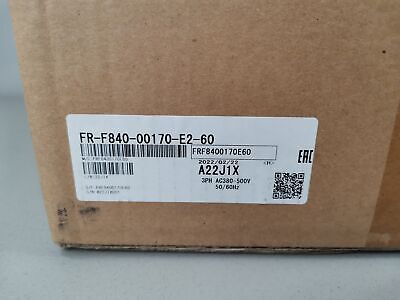 FR-F840-00170-E2-60
FRF8400170E60
2022/02/22
A22J1X
3PH AC380-500V
50/60Hz
EAC